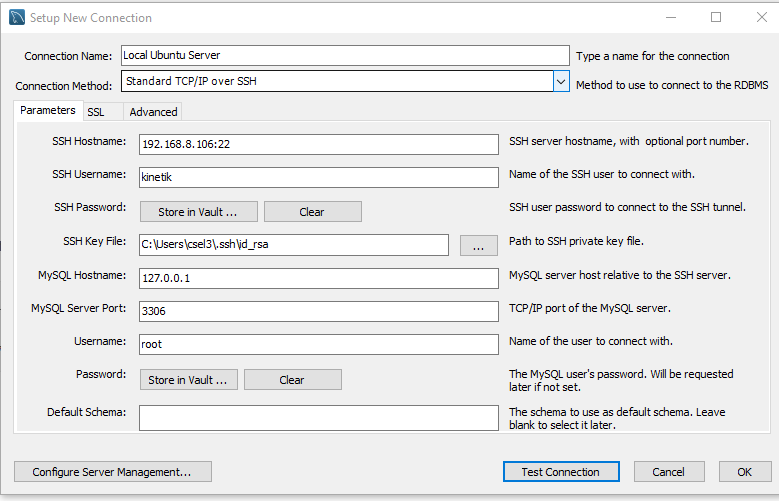 Setup New Connection
Connection Name: Local Ubuntu Server Type a name for the connection
Connection Method: Standard TCP/IP over SSH Method to use to connect to the RDBMS
Parameters SSL Advanced
SSH Hostname: 192.168.8.106:22 SSH server hostname, with optional port number.
SSH Username: kinetik Name of the SSH user to connect with.
SSH Password: Store in Vault ... Clear SSH user password to connect to the SSH tunnel.
SSH Key File: C:\Users\csel3\.ssh\id_rsa ... Path to SSH private key file.
MySQL Hostname: 127.0.0.1 MySQL server host relative to the SSH server.
MySQL Server Port: 3306 TCP/IP port of the MySQL server.
Username: root Name of the user to connect with.
Password: Store in Vault ... Clear The MySQL user's password. Will be requested
later if not set.
Default Schema: The schema to use as default schema. Leave
blank to select it later.
Configure Server Management... Test Connection Cancel OK